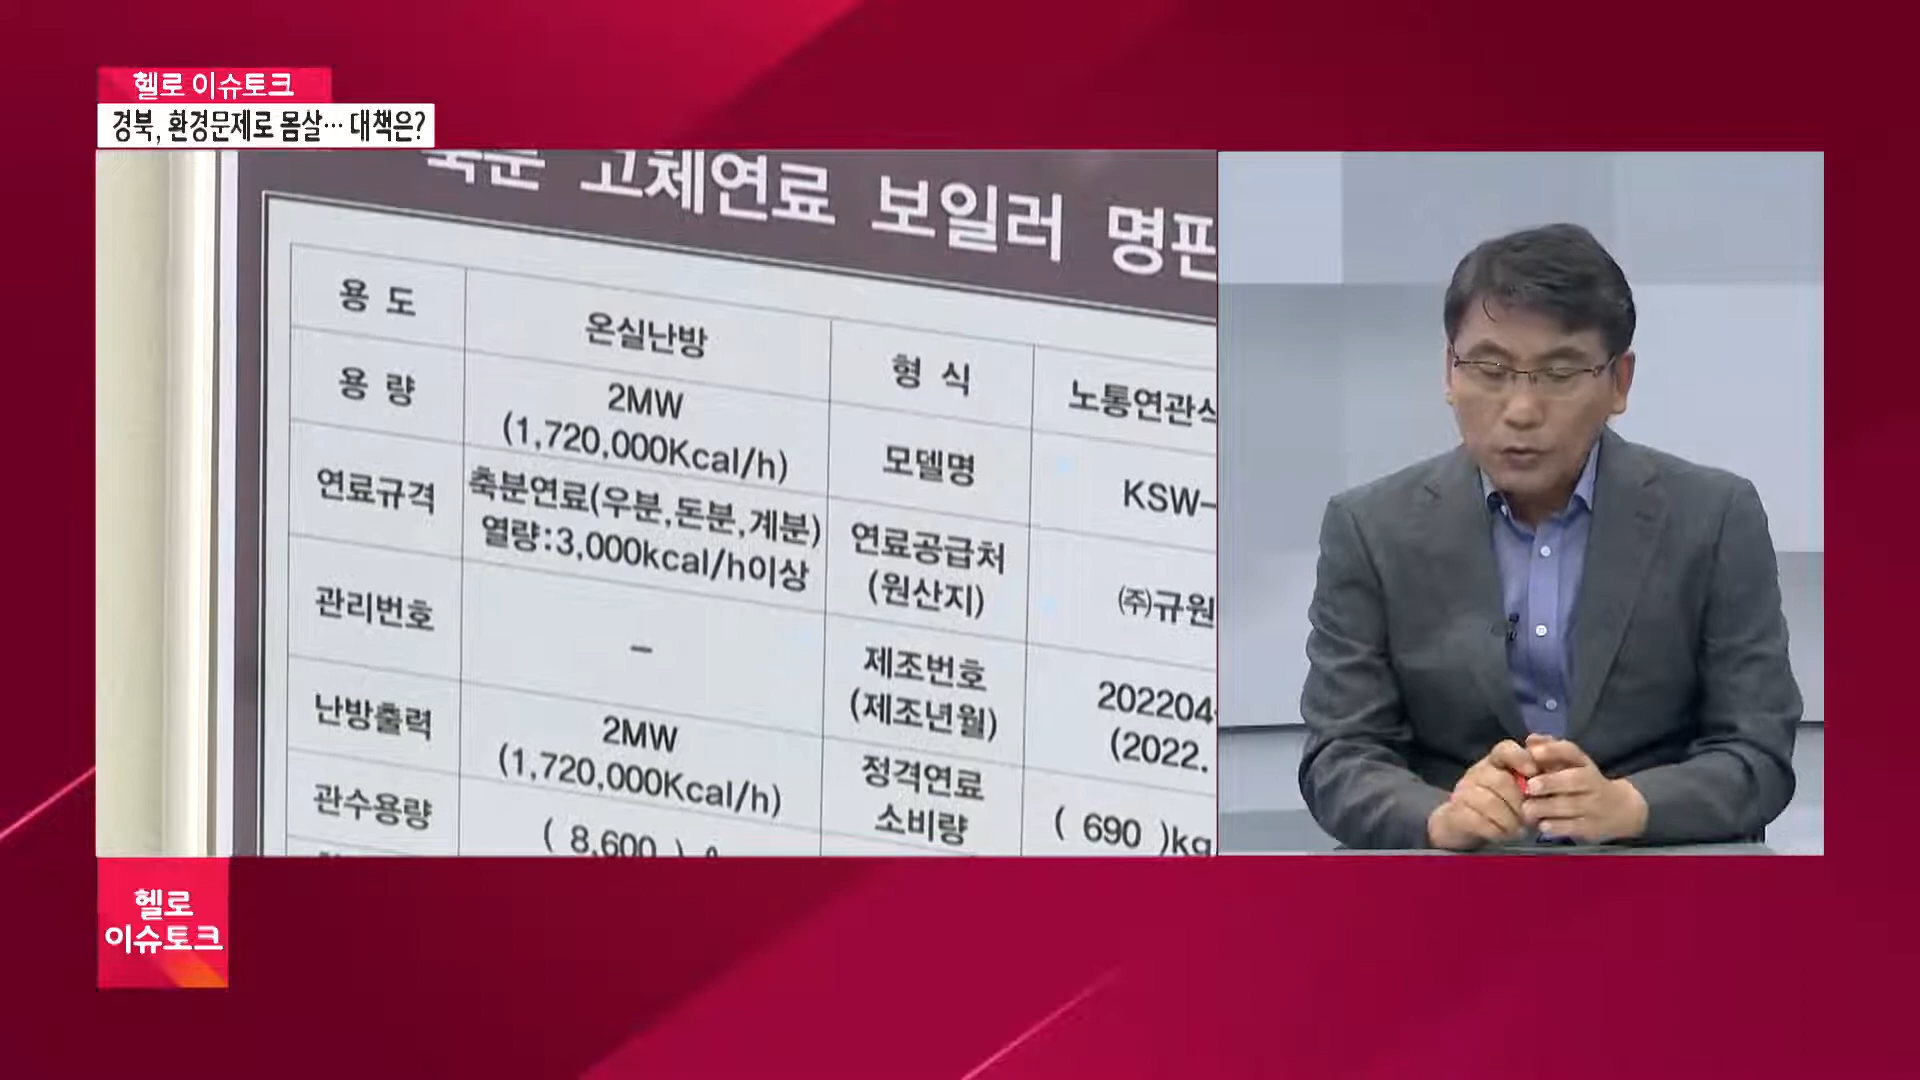 헬로 이슈토크
경북, 환경문제로 몸살… 대책은?
축분 고체연료 보일러 명판
용 도
온실난방
형 식
노통연관식
용 량
2MW
(1,720,000Kcal/h)
모델명
KSW-
연료규격
축분연료(우분,돈분,계분)
열량:3,000kcal/h이상
연료공급처
(원산지)
㈜규원
관리번호
–
제조번호
(제조년월)
202204-
(2022.
난방출력
2MW
(1,720,000Kcal/h)
정격연료
소비량
( 690 )kg
관수용량
( 8,600 ) ℓ
헬로
이슈토크